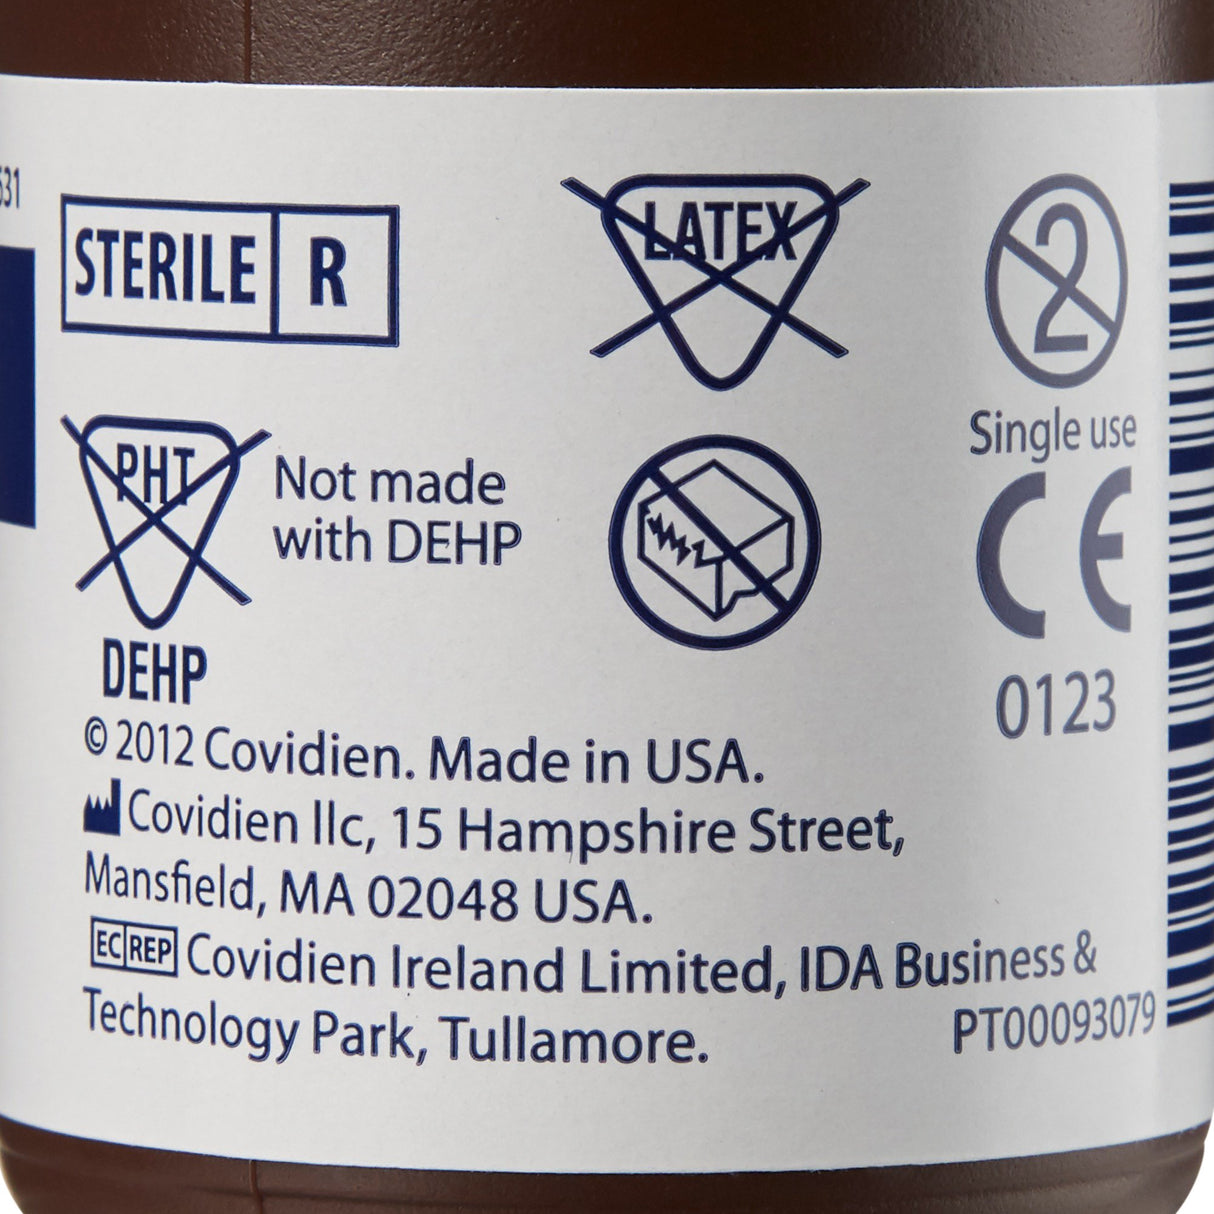 STERILE R
LATEX
2
Single use
PHT
Not made
with DEHP
DEHP
CE
0123
© 2012 Covidien. Made in USA.
Covidien llc, 15 Hampshire Street,
Mansfield, MA 02048 USA.
EC REP Covidien Ireland Limited, IDA Business &
Technology Park, Tullamore.
PT00093079